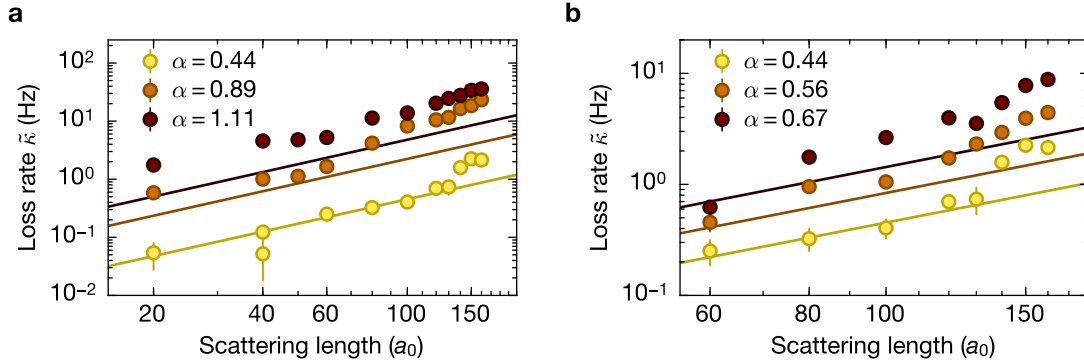 a
α = 0.44
α = 0.89
α = 1.11
10² 
10¹
10⁰
10⁻¹
10⁻²
Loss rate κ̃ (Hz)
20 40 60 100 150
Scattering length (a₀)
b
α = 0.44
α = 0.56
α = 0.67
10¹
10⁰
10⁻¹
Loss rate κ̃ (Hz)
60 80 100 150
Scattering length (a₀)